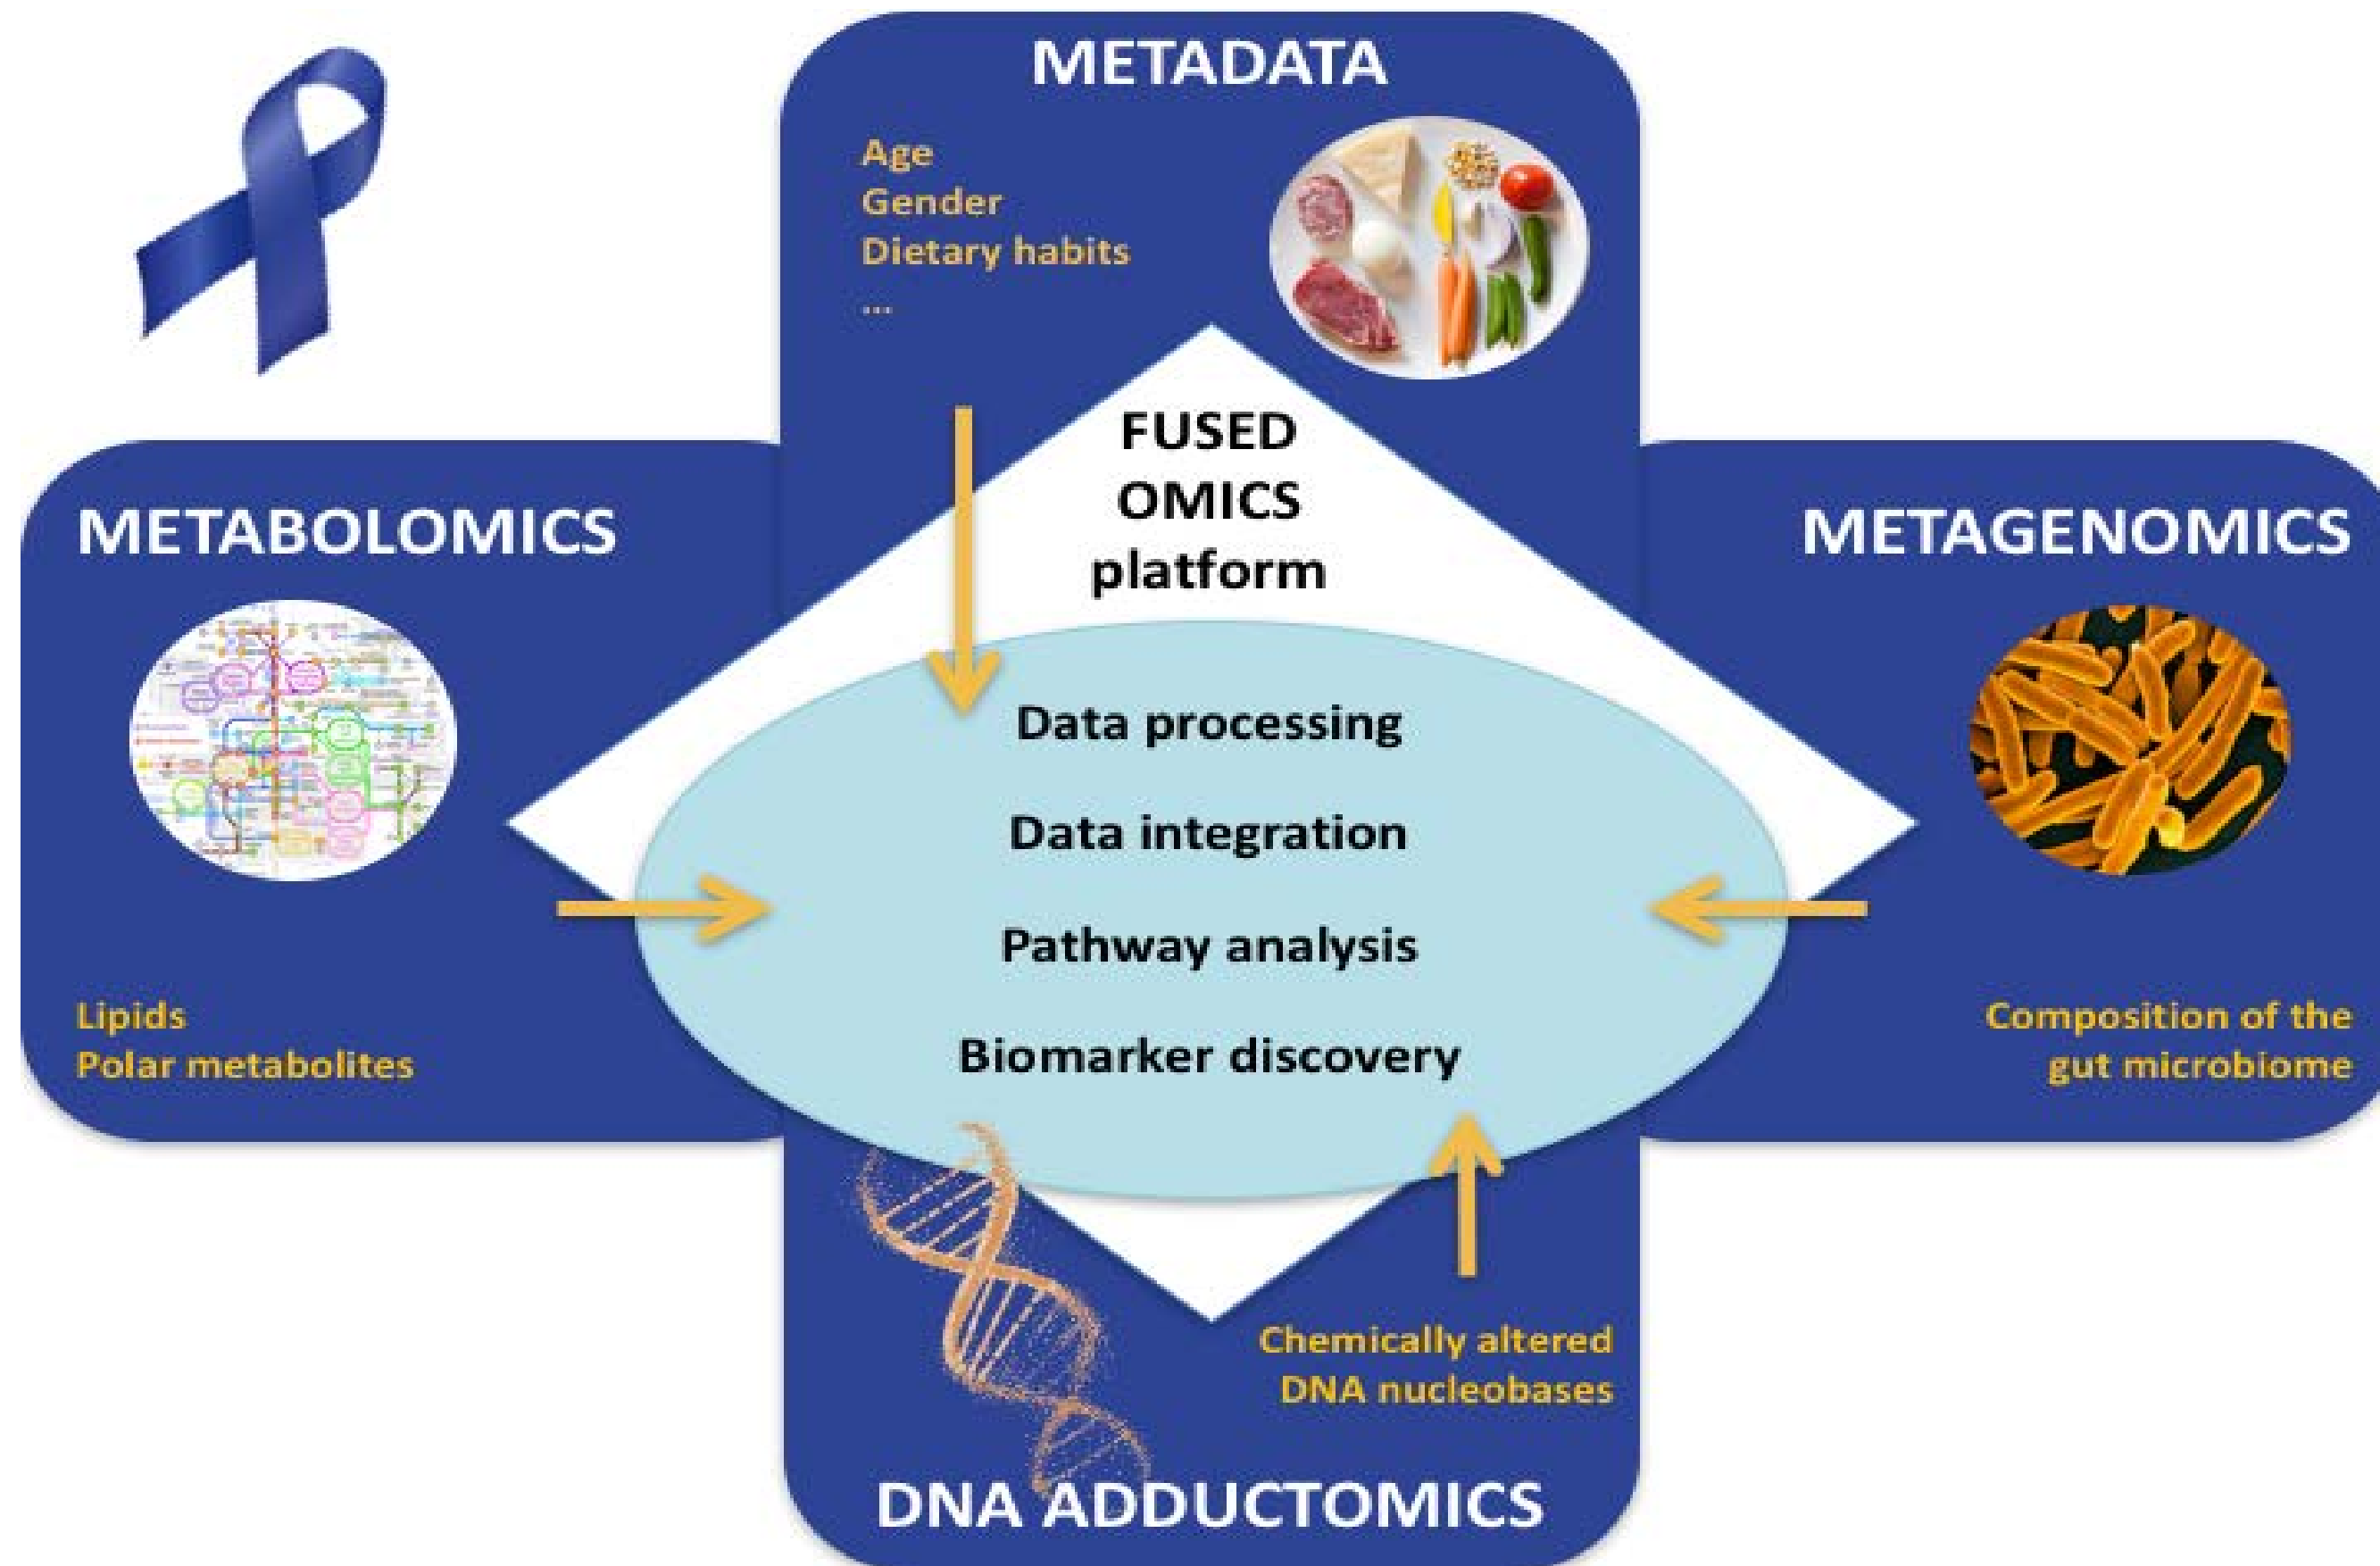 METADATA
Age
Gender
Dietary habits
...
FUSED
OMICS
platform
METABOLOMICS
METAGENOMICS
Data processing
Data integration
Pathway analysis
Biomarker discovery
Lipids
Polar metabolites
Composition of the
gut microbiome
Chemically altered
DNA nucleobases
DNA ADDUCTOMICS